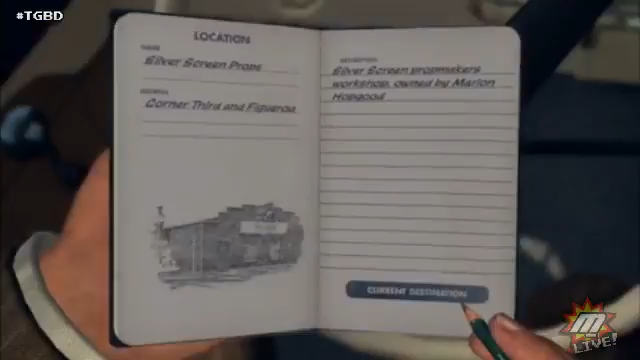 #TGBD
LOCATION
NAME
Silver Screen Props
ADDRESS
Corner, Third and Figueroa
DESCRIPTION
Silver Screen propmakers
workshop, owned by Marlon
Hopgood
CURRENT DESTINATION
M
LIVE!